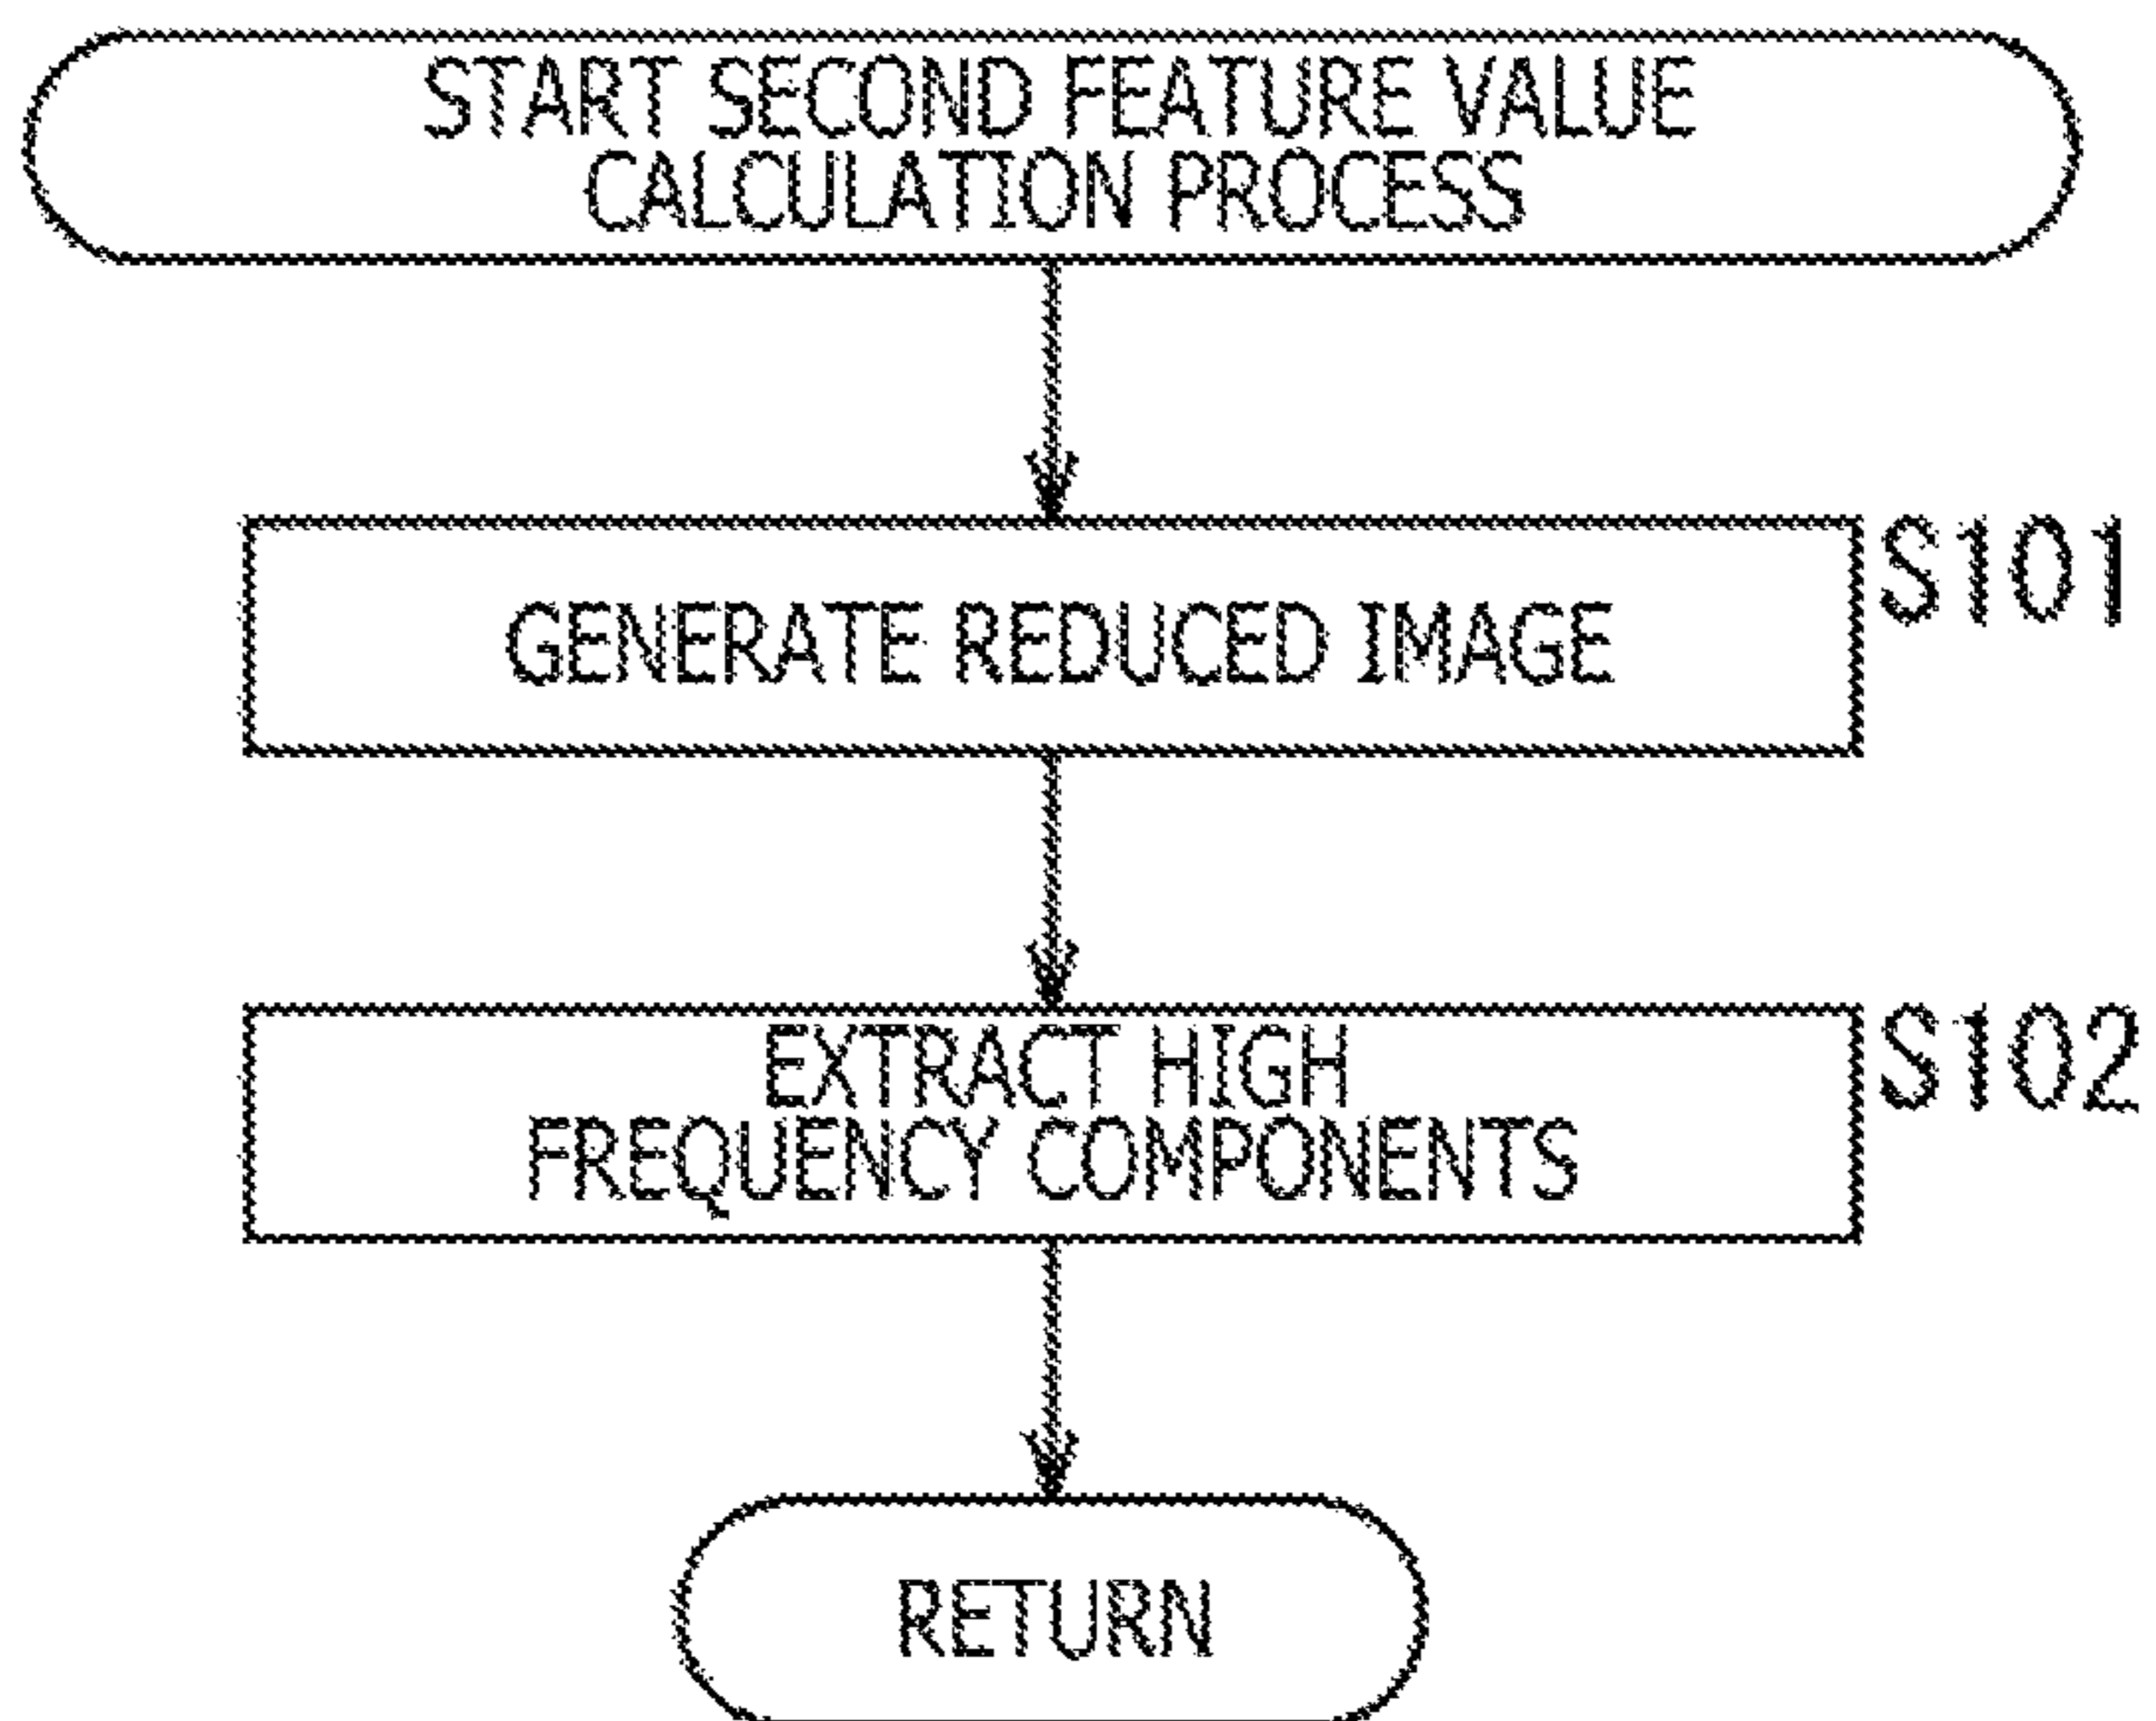 START SECOND FEATURE VALUE
CALCULATION PROCESS
S101
GENERATE REDUCED IMAGE
S102
EXTRACT HIGH
FREQUENCY COMPONENTS
RETURN